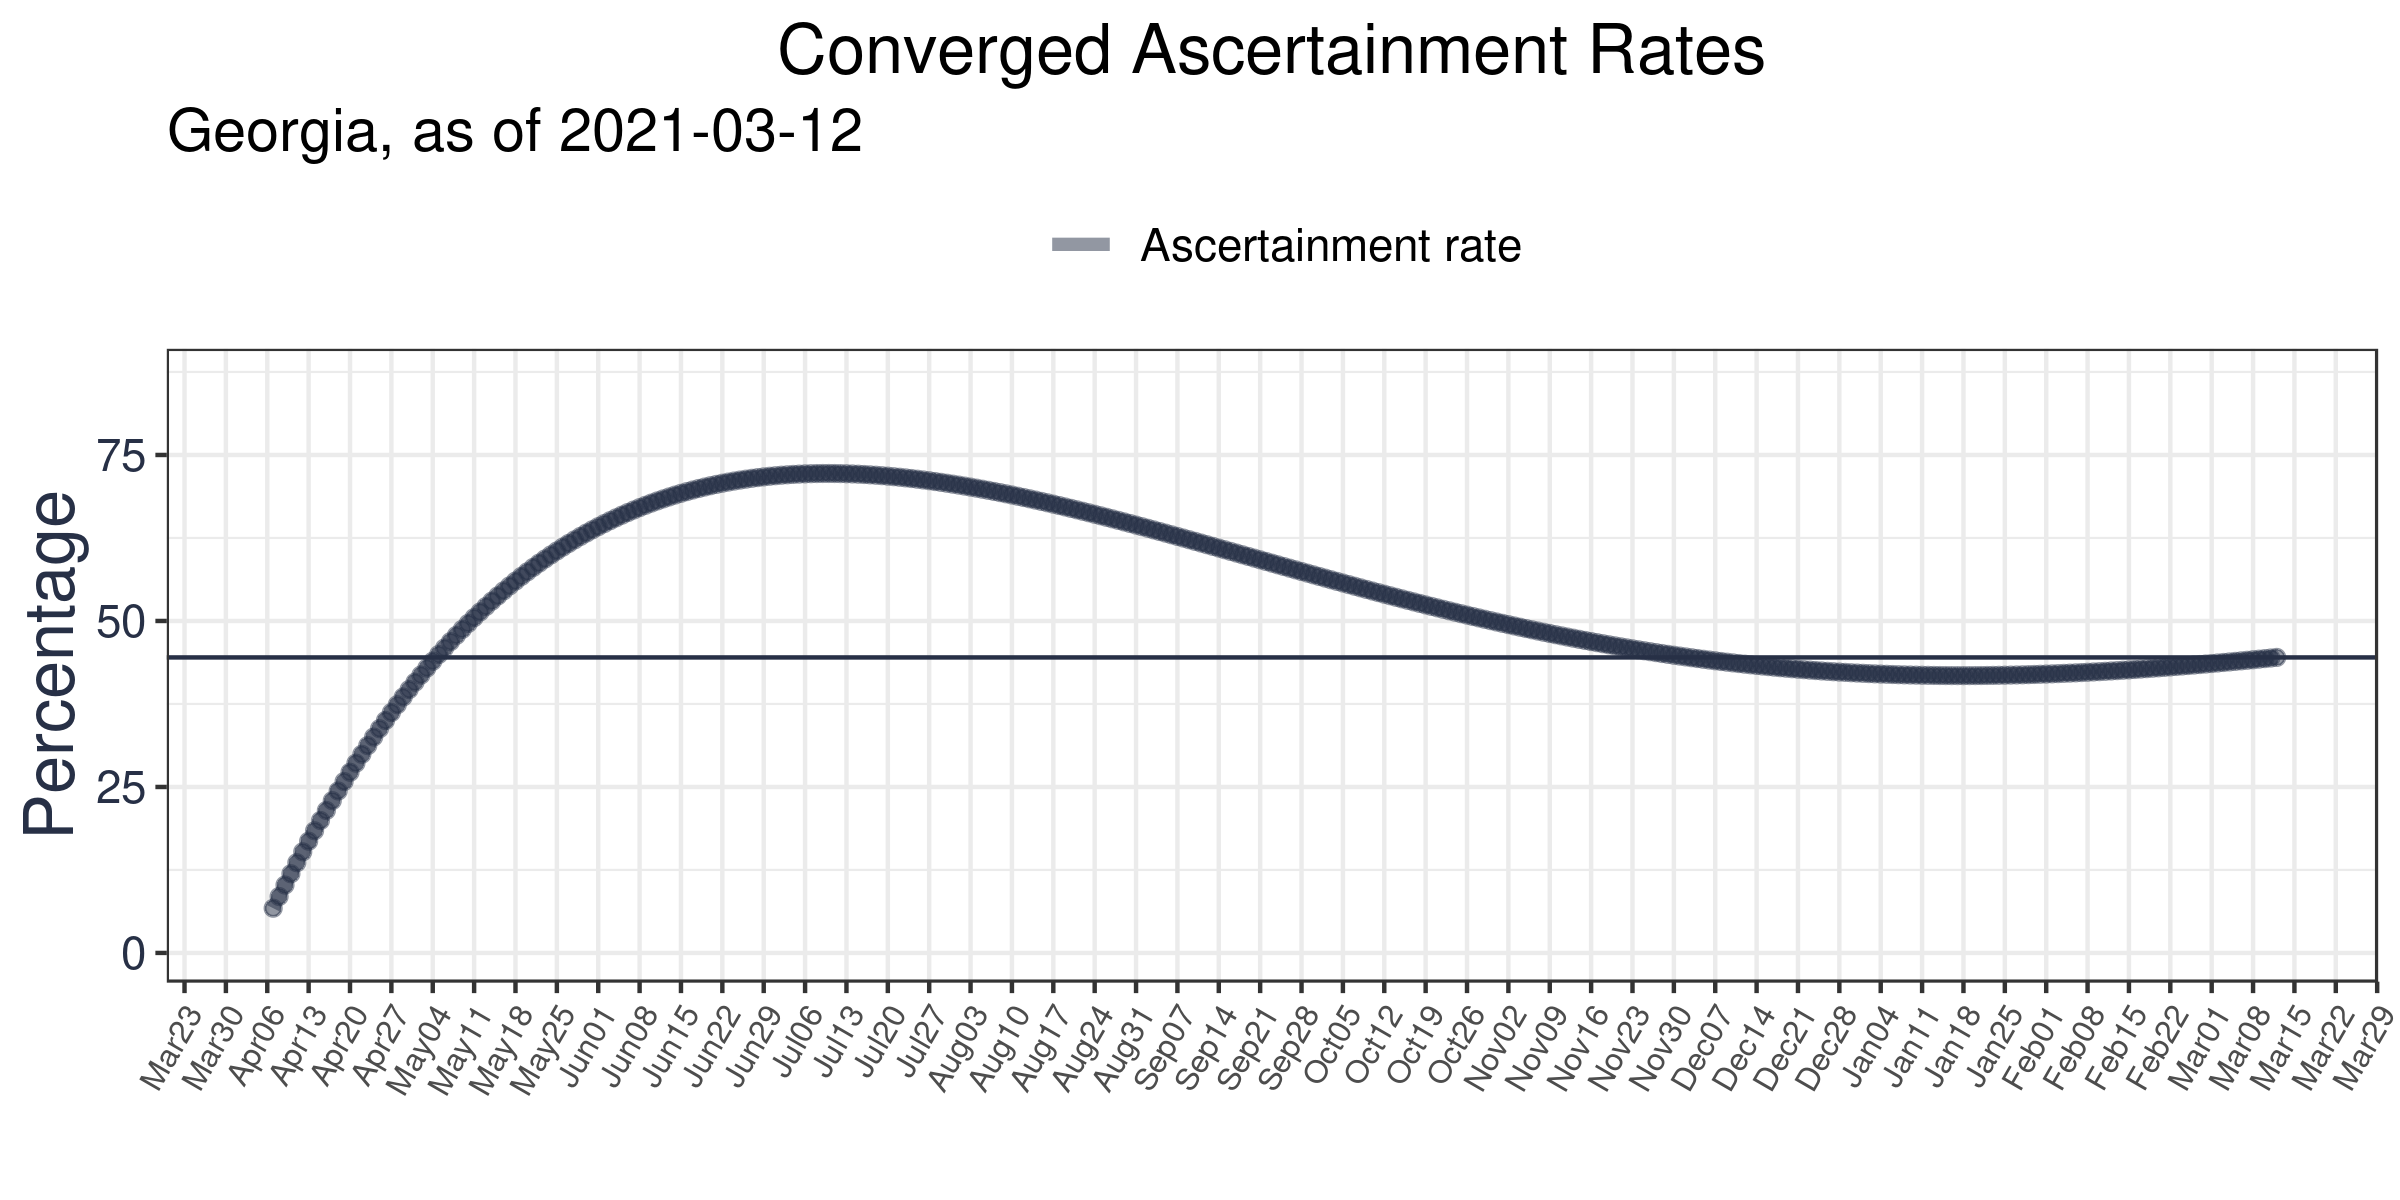 Converged Ascertainment Rates
Georgia, as of 2021-03-12
Ascertainment rate
Percentage
75
50
25
0
Mar23 Mar30 Apr06 Apr13 Apr20 Apr27 May04 May11 May18 May25 Jun01 Jun08 Jun15 Jun22 Jun29 Jul06 Jul13 Jul20 Jul27 Aug03 Aug10 Aug17 Aug24 Aug31 Sep07 Sep14 Sep21 Sep28 Oct05 Oct12 Oct19 Oct26 Nov02 Nov09 Nov16 Nov23 Nov30 Dec07 Dec14 Dec21 Dec28 Jan04 Jan11 Jan18 Jan25 Feb01 Feb08 Feb15 Feb22 Mar01 Mar08 Mar15 Mar22 Mar29